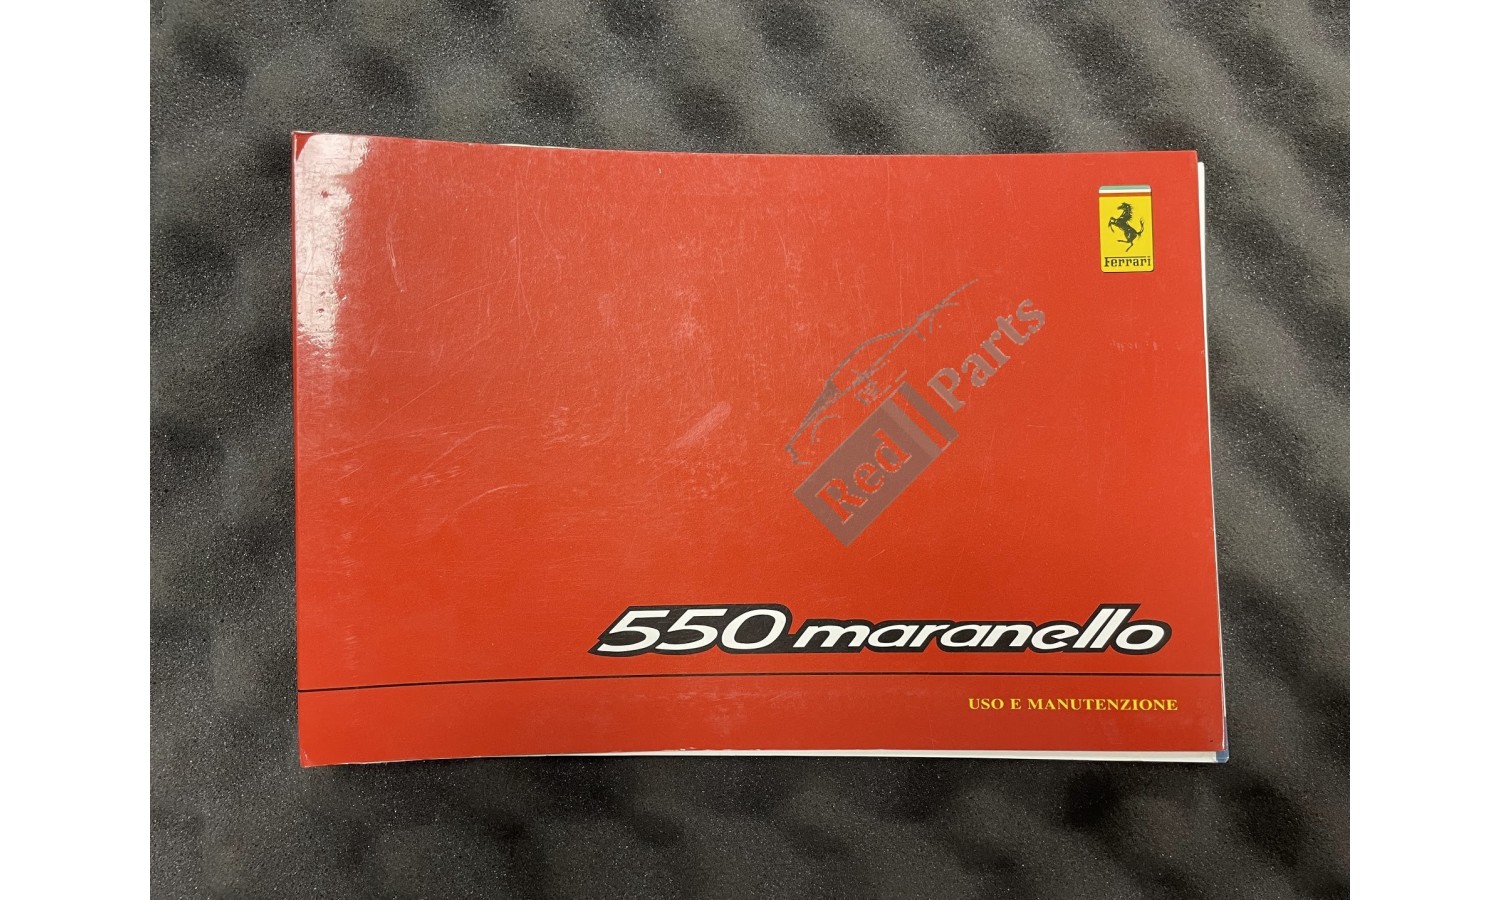 Ferrari
Red Parts
550 maranello
USO E MANUTENZIONE